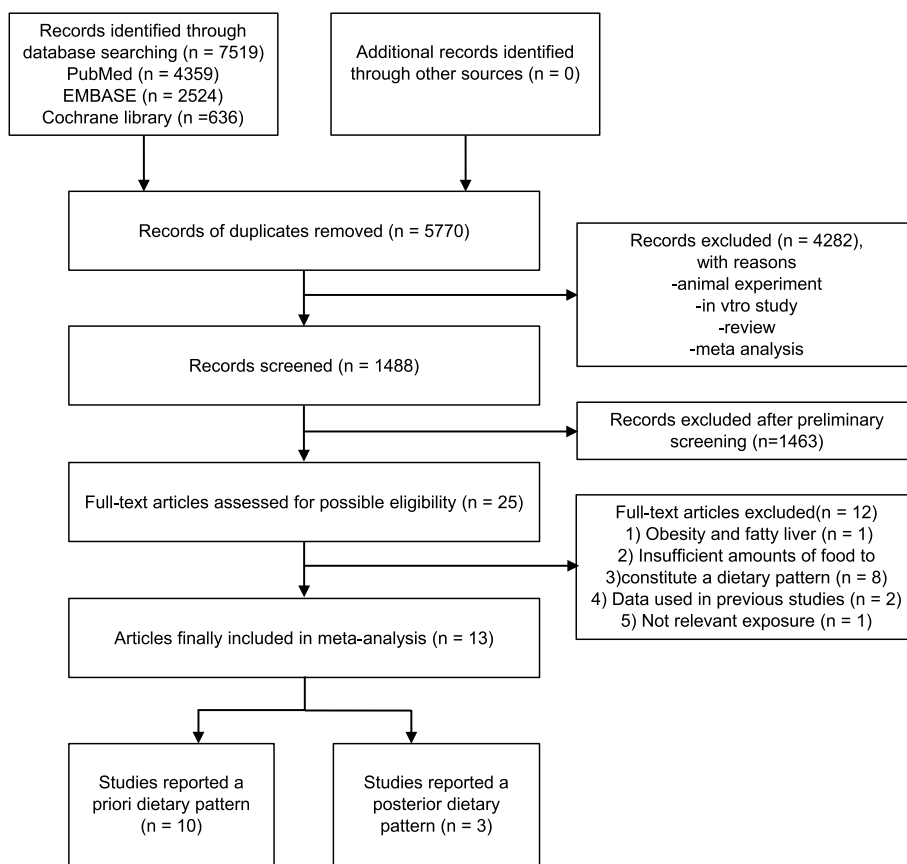 Records identified through
database searching (n = 7519)
PubMed (n = 4359)
EMBASE (n = 2524)
Cochrane library (n =636)
Additional records identified
through other sources (n = 0)
Records of duplicates removed (n = 5770)
Records excluded (n = 4282),
with reasons
-animal experiment
-in vtro study
-review
-meta analysis
Records screened (n = 1488)
Records excluded after preliminary
screening (n=1463)
Full-text articles assessed for possible eligibility (n = 25)
Full-text articles excluded(n = 12)
1) Obesity and fatty liver (n = 1)
2) Insufficient amounts of food to
3)constitute a dietary pattern (n = 8)
4) Data used in previous studies (n = 2)
5) Not relevant exposure (n = 1)
Articles finally included in meta-analysis (n = 13)
Studies reported a
priori dietary pattern
(n = 10)
Studies reported a
posterior dietary
pattern (n = 3)